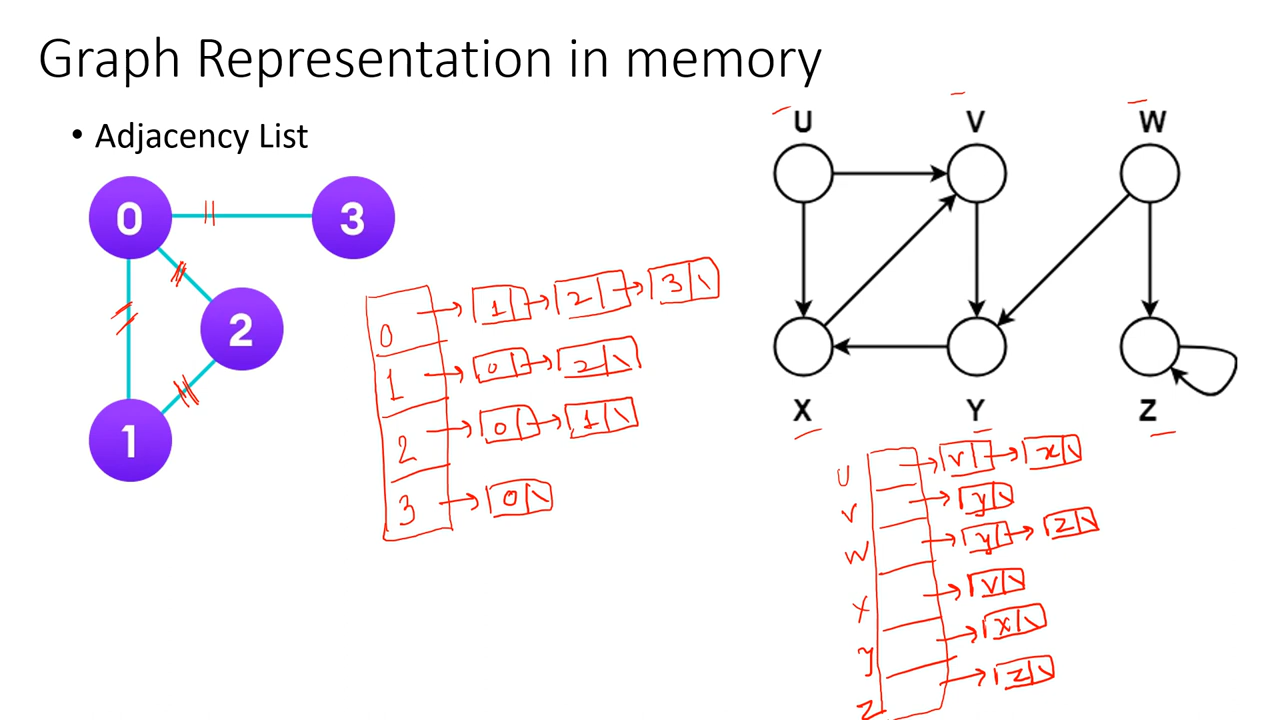 Graph Representation in memory
• Adjacency List
0 3
2
1
0 → 1 → 2 → 3 \
1 → 0 → 2 \
2 → 0 → 1 \
3 → 0 \
U V W
X Y Z
U → V → x \
V → y \
W → y → z \
X → V \
y → x \
z → z \